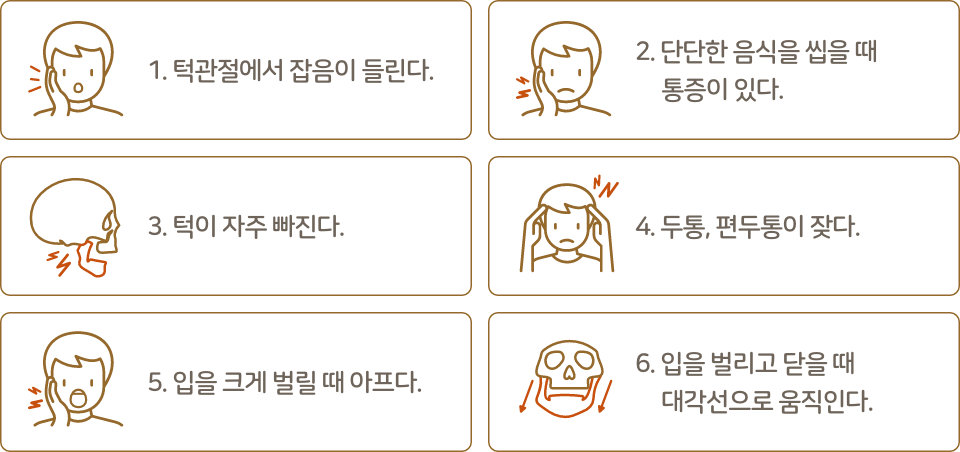 1. 턱관절에서 잡음이 들린다.
2. 단단한 음식을 씹을 때
통증이 있다.
3. 턱이 자주 빠진다.
4. 두통, 편두통이 잦다.
5. 입을 크게 벌릴 때 아프다.
6. 입을 벌리고 닫을 때
대각선으로 움직인다.